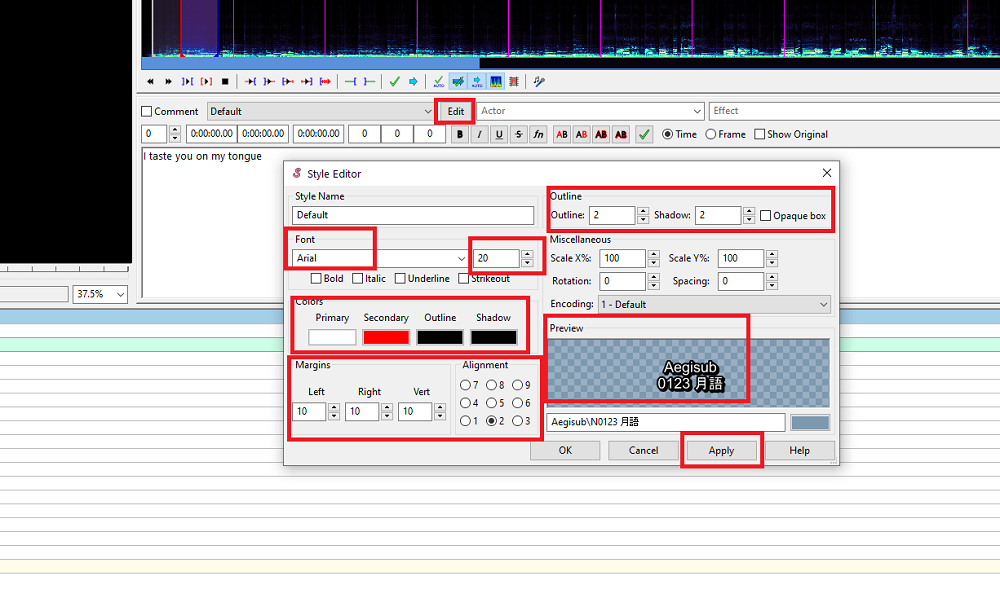 AUTO
AUTO
Comment Default Edit Actor Effect
0 0:00:00.00 0:00:00.00 0:00:00.00 0 0 0 B I U S fn AB AB AB AB Time Frame Show Original
I taste you on my tongue
Style Editor
Style Name
Default
Font
Arial 20
Bold Italic Underline Strikeout
Colors
Primary Secondary Outline Shadow
Margins
Left Right Vert
10 10 10
Alignment
7 8 9
4 5 6
1 2 3
Outline
Outline: 2 Shadow: 2 Opaque box
Miscellaneous
Scale X%: 100 Scale Y%: 100
Rotation: 0 Spacing: 0
Encoding: 1 - Default
Preview
Aegisub
0123 月語
Aegisub\N0123 月語
OK Cancel Apply Help
37.5%